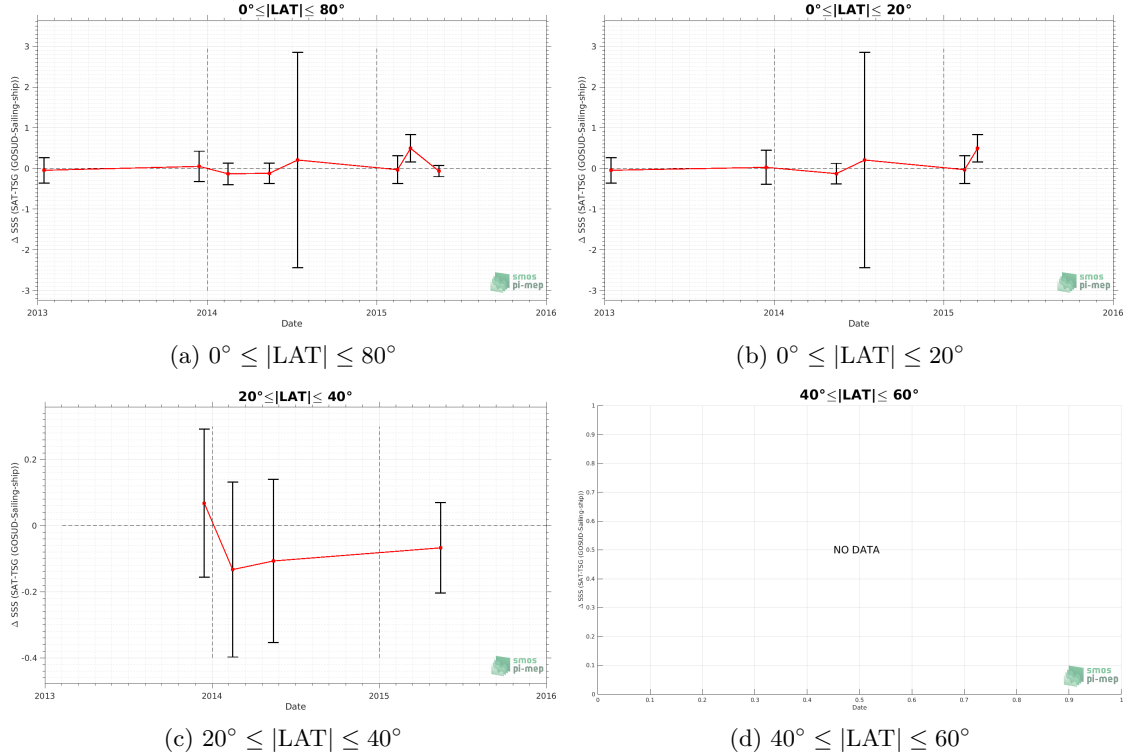 0°≤|LAT|≤ 80°
Δ SSS (SAT-TSG (GOSUD-Sailing-ship))
3
2
1
0
-1
-2
-3
2013
2014
2015
2016
Date
smos
pi-mep
(a) 0° ≤ |LAT| ≤ 80°
0°≤|LAT|≤ 20°
Δ SSS (SAT-TSG (GOSUD-Sailing-ship))
3
2
1
0
-1
-2
-3
2013
2014
2015
2016
Date
smos
pi-mep
(b) 0° ≤ |LAT| ≤ 20°
20°≤|LAT|≤ 40°
Δ SSS (SAT-TSG (GOSUD-Sailing-ship))
0.2
0
-0.2
-0.4
2013
2014
2015
2016
Date
smos
pi-mep
(c) 20° ≤ |LAT| ≤ 40°
40°≤|LAT|≤ 60°
Δ SSS (SAT-TSG (GOSUD-Sailing-ship))
1
0.9
0.8
0.7
0.6
0.5
0.4
0.3
0.2
0.1
0
NO DATA
0
0.1
0.2
0.3
0.4
0.5
0.6
0.7
0.8
0.9
1
Date
smos
pi-mep
(d) 40° ≤ |LAT| ≤ 60°